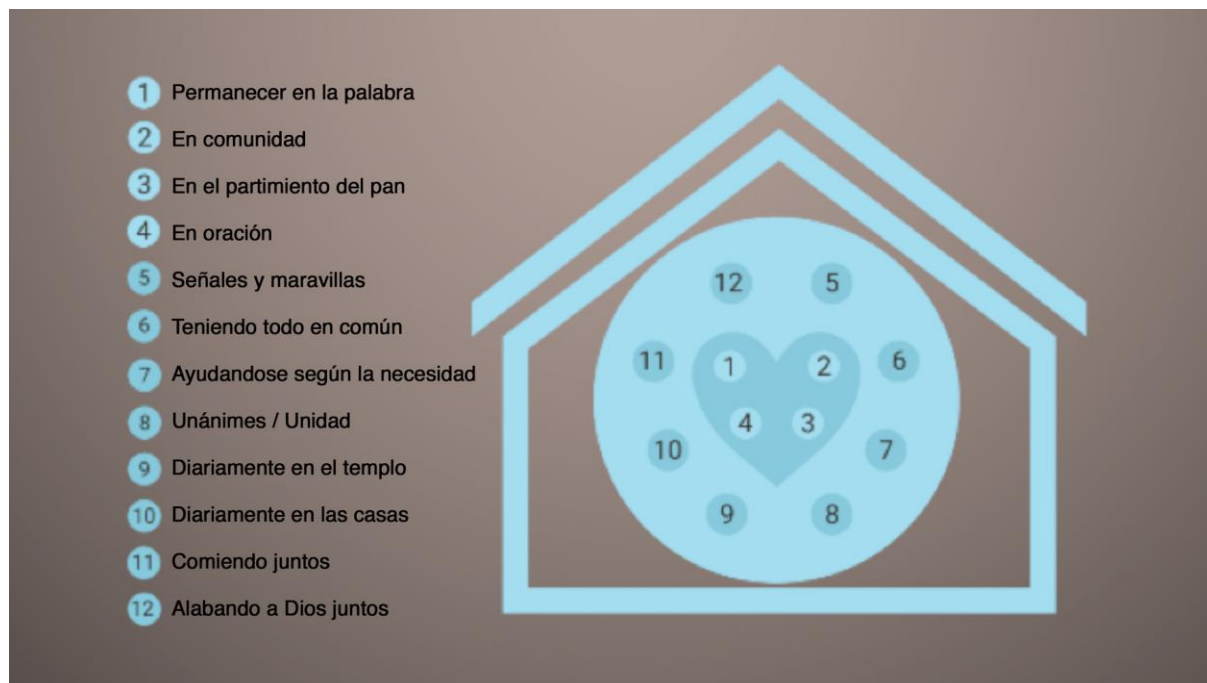 1 Permanecer en la palabra
2 En comunidad
3 En el partimiento del pan
4 En oración
5 Señales y maravillas
6 Teniendo todo en común
7 Ayudandose según la necesidad
8 Unánimes / Unidad
9 Diariamente en el templo
10 Diariamente en las casas
11 Comiendo juntos
12 Alabando a Dios juntos
12 5
11 1 2 6
4 3
10 7
9 8